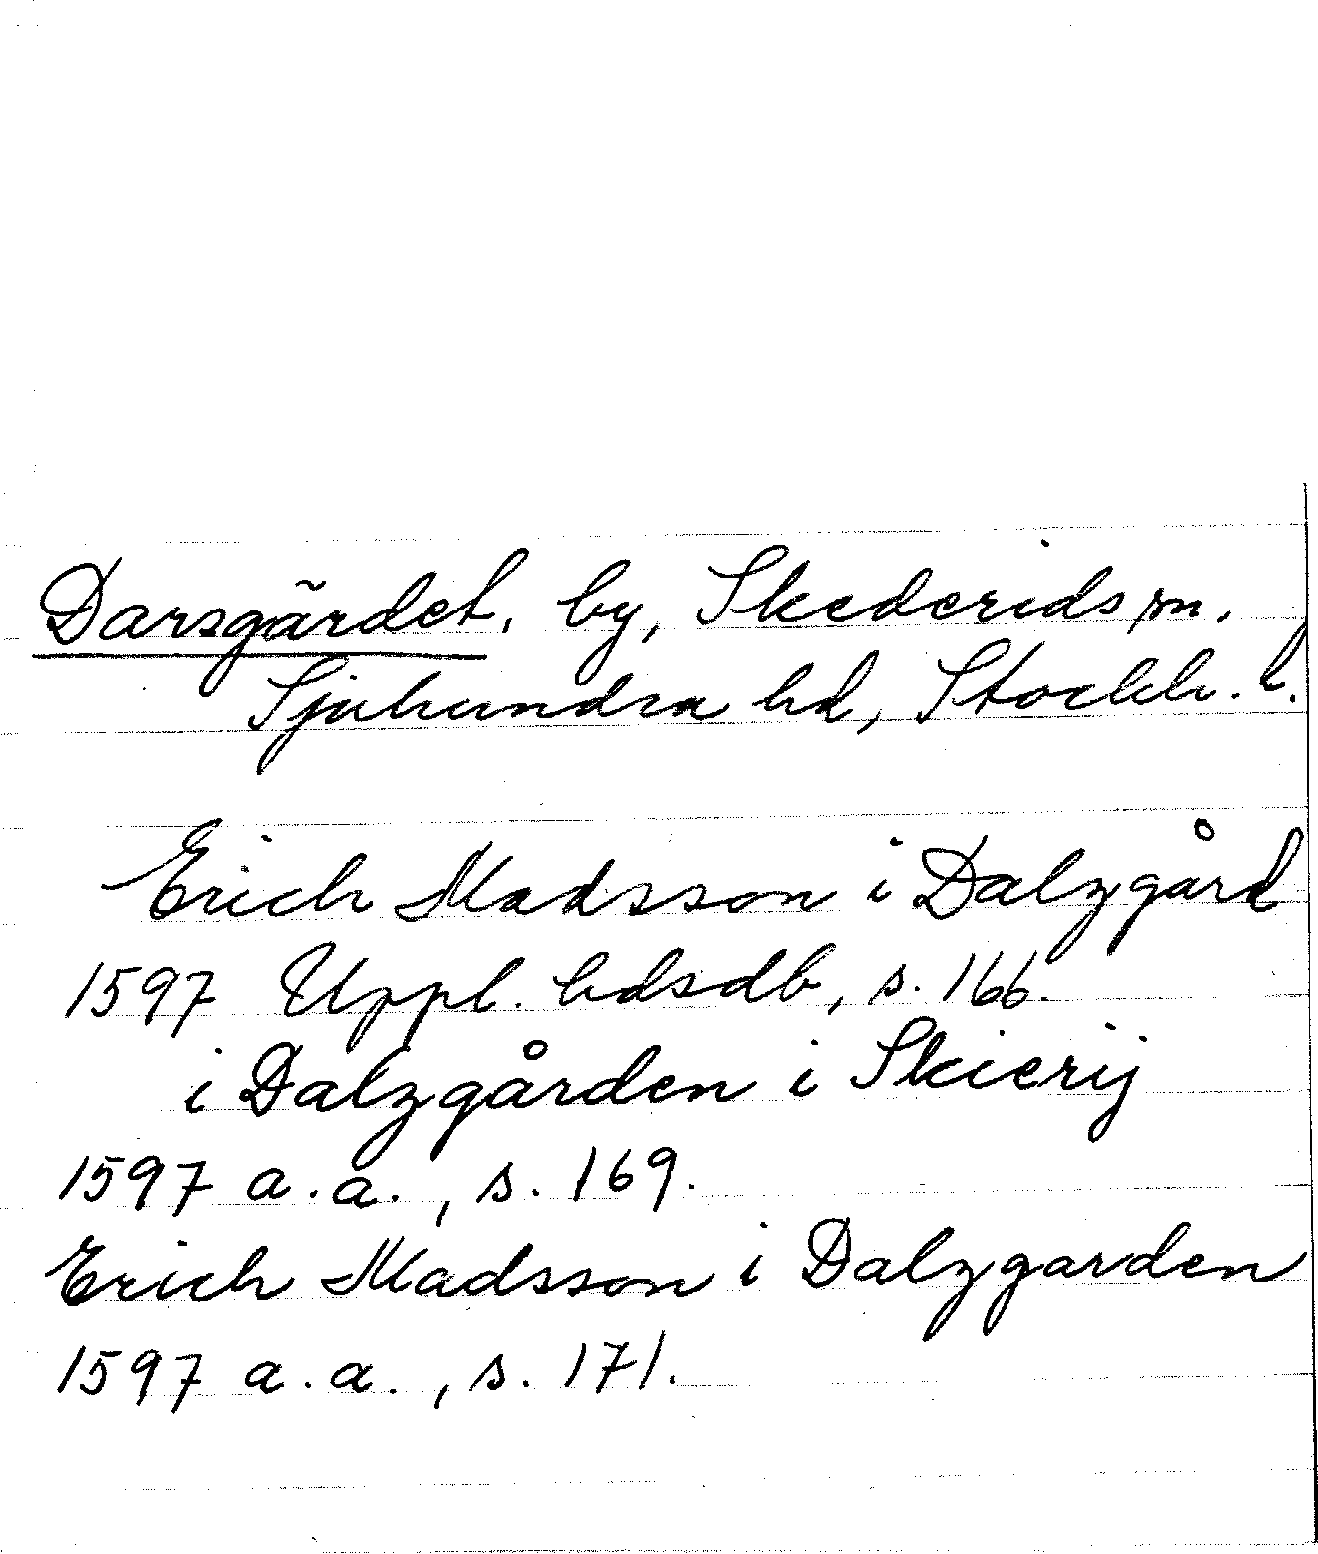 Darsgärdet, by, Skederids sn.
Sjuhundra hd, Stockh. l.
Erich Madsson i Dalzgård
1597 Uppl. hdsdb, s. 166.
i Dalzgården i Skierij
1597 a.a., s. 169.
Erich Madsson i Dalzgarden
1597 a.a., s. 171.